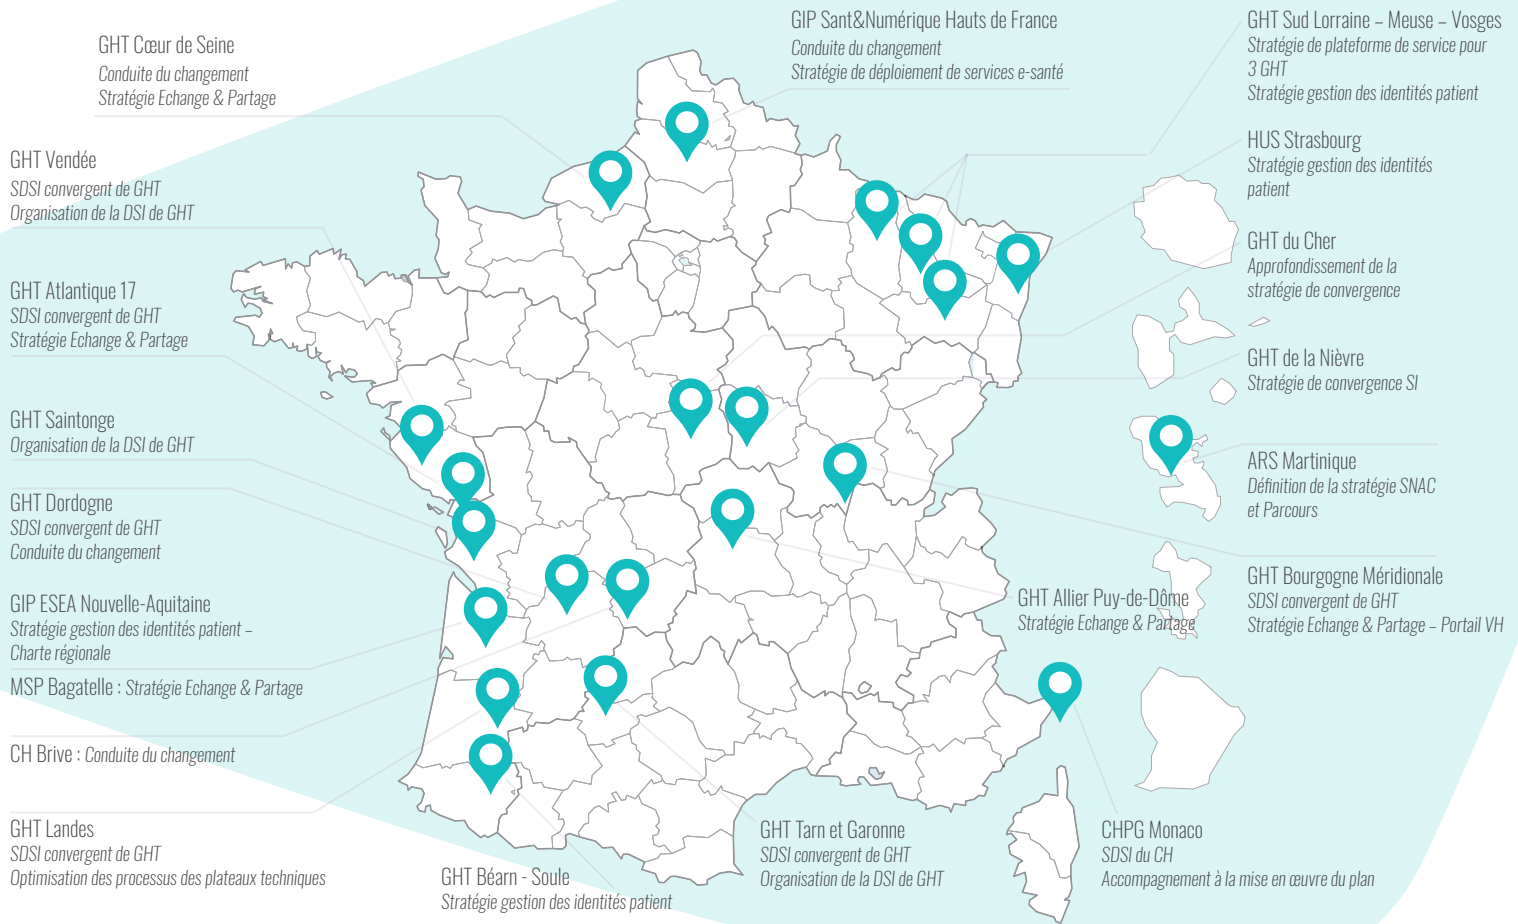 GHT Cœur de Seine
Conduite du changement
Stratégie Echange & Partage
GHT Vendée
SDSI convergent de GHT
Organisation de la DSI de GHT
GHT Atlantique 17
SDSI convergent de GHT
Stratégie Echange & Partage
GHT Saintonge
Organisation de la DSI de GHT
GHT Dordogne
SDSI convergent de GHT
Conduite du changement
GIP ESEA Nouvelle-Aquitaine
Stratégie gestion des identités patient –
Charte régionale
MSP Bagatelle : Stratégie Echange & Partage
CH Brive : Conduite du changement
GHT Landes
SDSI convergent de GHT
Optimisation des processus des plateaux techniques
GHT Béarn - Soule
Stratégie gestion des identités patient
GHT Tarn et Garonne
SDSI convergent de GHT
Organisation de la DSI de GHT
CHPG Monaco
SDSI du CH
Accompagnement à la mise en œuvre du plan
GHT Allier Puy-de-Dôme
Stratégie Echange & Partage
GIP Sant&Numérique Hauts de France
Conduite du changement
Stratégie de déploiement de services e-santé
GHT Sud Lorraine – Meuse – Vosges
Stratégie de plateforme de service pour
3 GHT
Stratégie gestion des identités patient
HUS Strasbourg
Stratégie gestion des identités
patient
GHT du Cher
Approfondissement de la
stratégie de convergence
GHT de la Nièvre
Stratégie de convergence SI
ARS Martinique
Définition de la stratégie SNAC
et Parcours
GHT Bourgogne Méridionale
SDSI convergent de GHT
Stratégie Echange & Partage – Portail VH